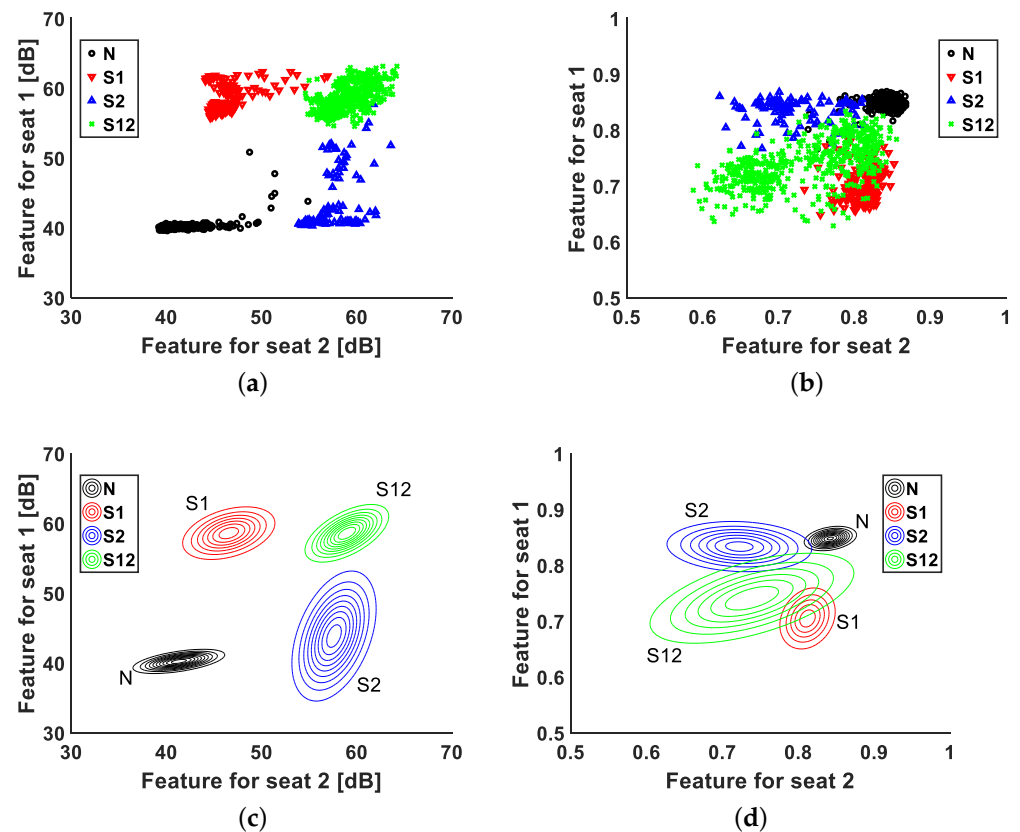 70
60
50
40
30
30
40
50
60
70
Feature for seat 1 [dB]
Feature for seat 2 [dB]
N
S1
S2
S12
(a)
1
0.9
0.8
0.7
0.6
0.5
0.5
0.6
0.7
0.8
0.9
1
Feature for seat 1
Feature for seat 2
N
S1
S2
S12
(b)
70
60
50
40
30
30
40
50
60
70
Feature for seat 1 [dB]
Feature for seat 2 [dB]
N
S1
S2
S12
S1
S12
N
S2
(c)
1
0.9
0.8
0.7
0.6
0.5
0.5
0.6
0.7
0.8
0.9
1
Feature for seat 1
Feature for seat 2
N
S1
S2
S12
S2
N
S1
S12
(d)